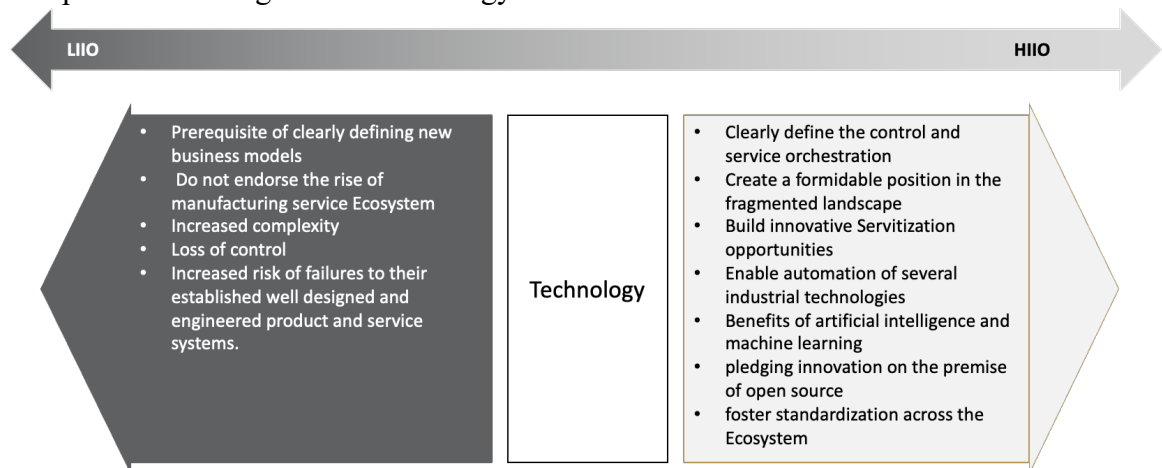 LIIO
HIIO
• Prerequisite of clearly defining new
business models
• Do not endorse the rise of
manufacturing service Ecosystem
• Increased complexity
• Loss of control
• Increased risk of failures to their
established well designed and
engineered product and service
systems.
Technology
• Clearly define the control and
service orchestration
• Create a formidable position in the
fragmented landscape
• Build innovative Servitization
opportunities
• Enable automation of several
industrial technologies
• Benefits of artificial intelligence and
machine learning
• pledging innovation on the premise
of open source
• foster standardization across the
Ecosystem